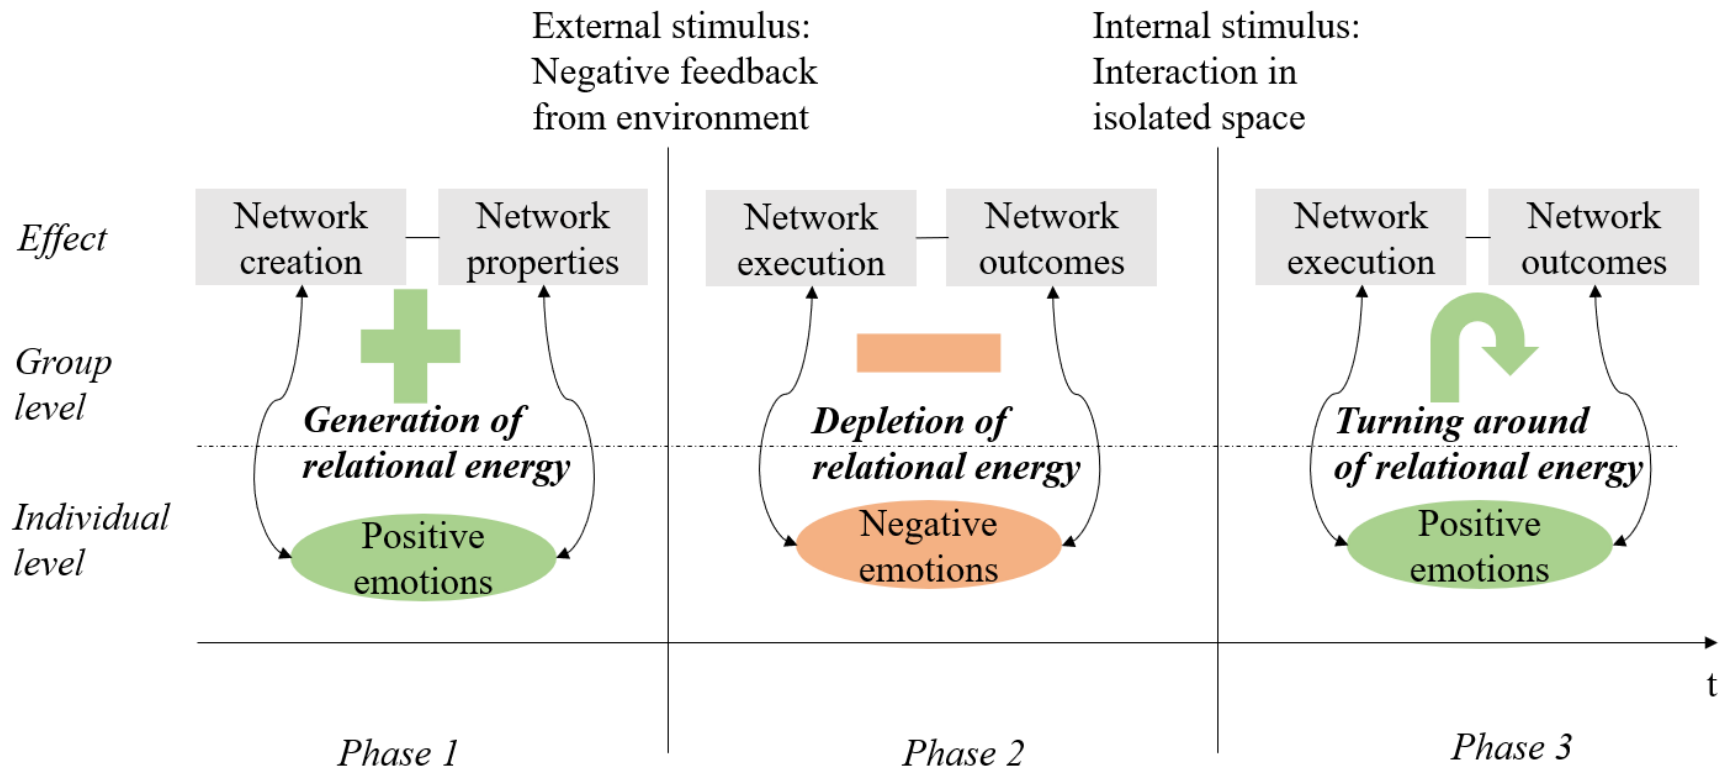 External stimulus:
Negative feedback
from environment
Internal stimulus:
Interaction in
isolated space
Effect
Network
creation
Network
properties
Network
execution
Network
outcomes
Network
execution
Network
outcomes
Group
level
Generation of
relational energy
Depletion of
relational energy
Turning around
of relational energy
Individual
level
Positive
emotions
Negative
emotions
Positive
emotions
t
Phase 1
Phase 2
Phase 3